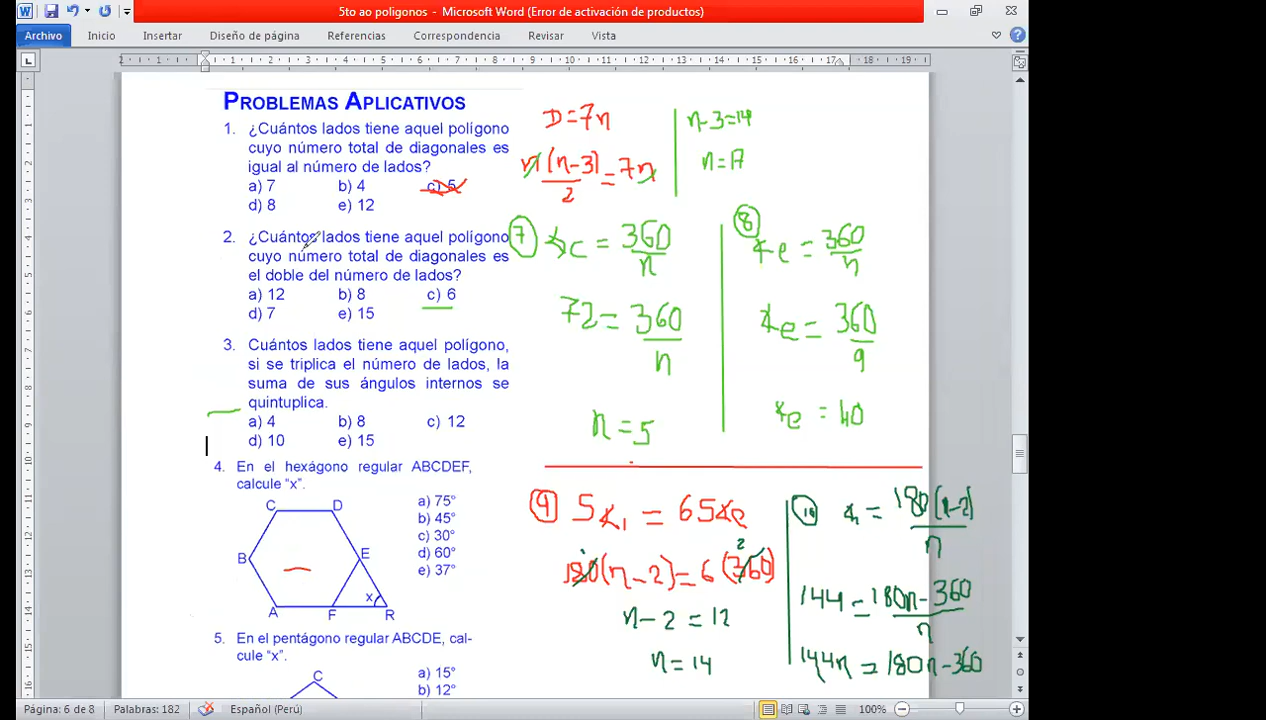 5to ao poligonos - Microsoft Word (Error de activación de productos)
Archivo Inicio Insertar Diseño de página Referencias Correspondencia Revisar Vista
PROBLEMAS APLICATIVOS
1. ¿Cuántos lados tiene aquel polígono
cuyo número total de diagonales es
igual al número de lados?
a) 7 b) 4 c) 5
d) 8 e) 12
2. ¿Cuántos lados tiene aquel polígono
cuyo número total de diagonales es
el doble del número de lados?
a) 12 b) 8 c) 6
d) 7 e) 15
3. Cuántos lados tiene aquel polígono,
si se triplica el número de lados, la
suma de sus ángulos internos se
quintuplica.
a) 4 b) 8 c) 12
d) 10 e) 15
4. En el hexágono regular ABCDEF,
calcule “x”.
a) 75°
b) 45°
c) 30°
d) 60°
e) 37°
C D
B E
x
A F R
5. En el pentágono regular ABCDE, cal-
cule “x”.
a) 15°
b) 12°
C
D = 7n
n(n-3)/2 = 7n
n-3=14
n=17
7 ∡c = 360/n
72 = 360/n
n = 5
8 ∡e = 360/n
∡e = 360/9
∡e = 40
9 5∡i = 6S∡e
180(n-2) = 6(360)
2
n-2 = 12
n = 14
10 ∡i = 180(n-2)/n
144 = 180n-360/n
144n = 180n-360
Página: 6 de 8 Palabras: 182 Español (Perú) 100%